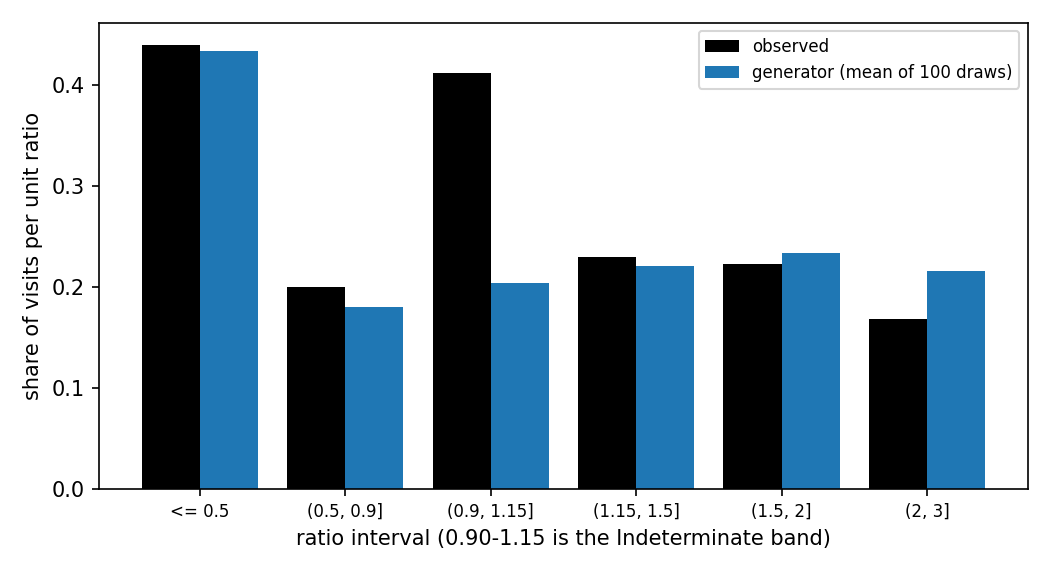 observed
generator (mean of 100 draws)
share of visits per unit ratio
0.4
0.3
0.2
0.1
0.0
<= 0.5
(0.5, 0.9]
(0.9, 1.15]
(1.15, 1.5]
(1.5, 2]
(2, 3]
ratio interval (0.90-1.15 is the Indeterminate band)